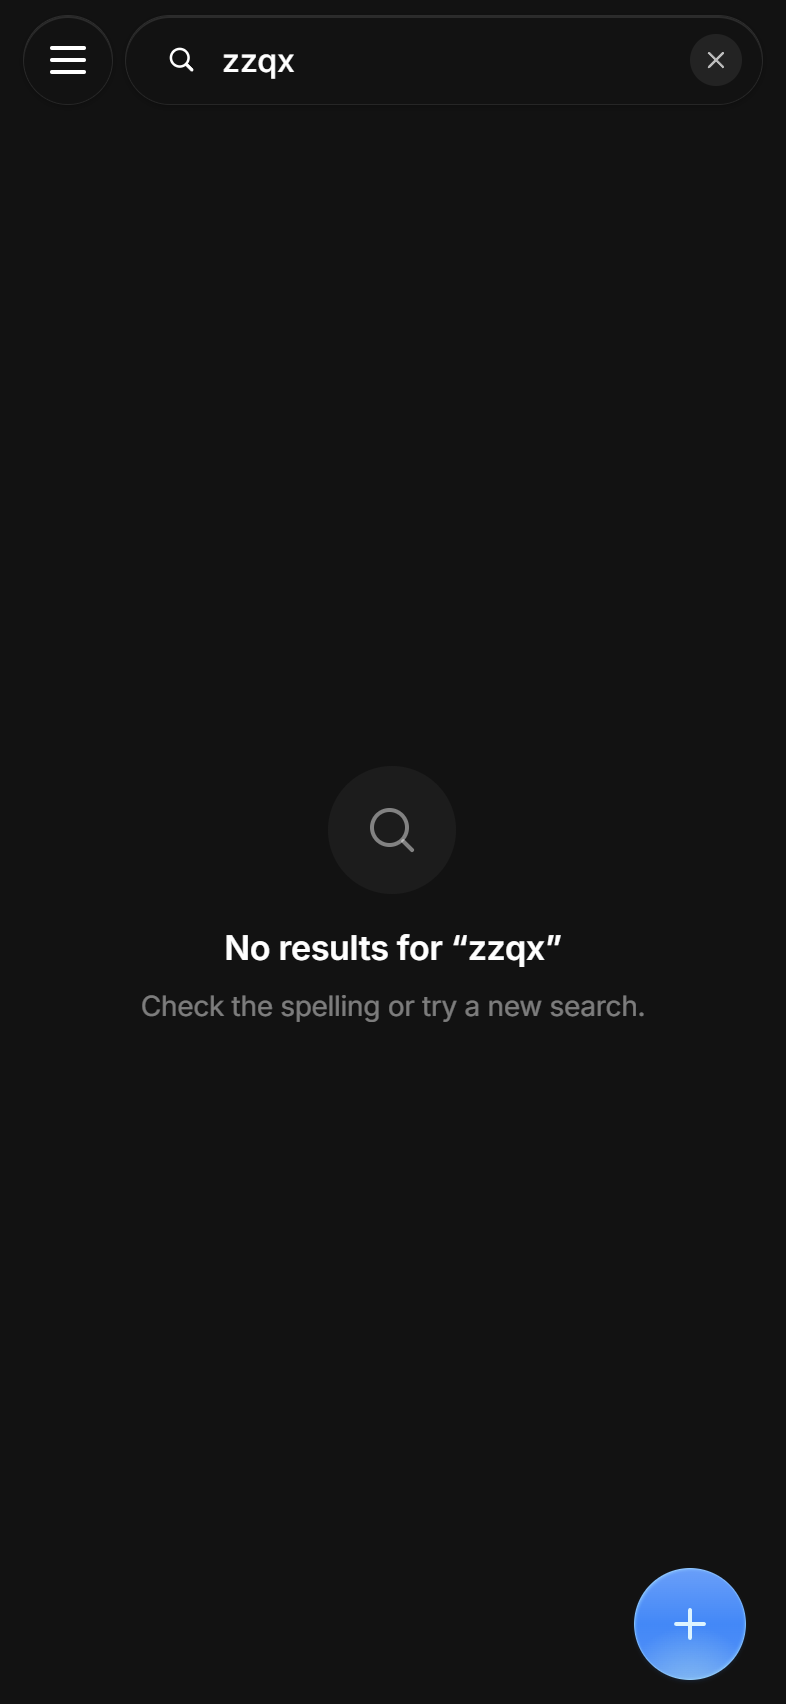 zzqx
No results for “zzqx”
Check the spelling or try a new search.